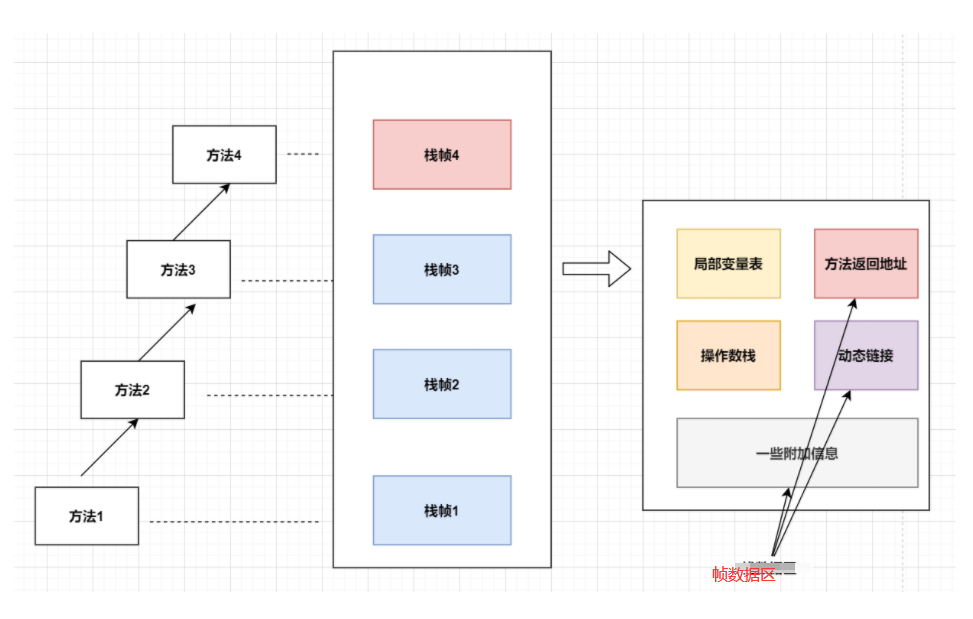 方法4
栈帧4
方法3
栈帧3
方法2
栈帧2
方法1
栈帧1
局部变量表
方法返回地址
操作数栈
动态链接
一些附加信息
帧数据区